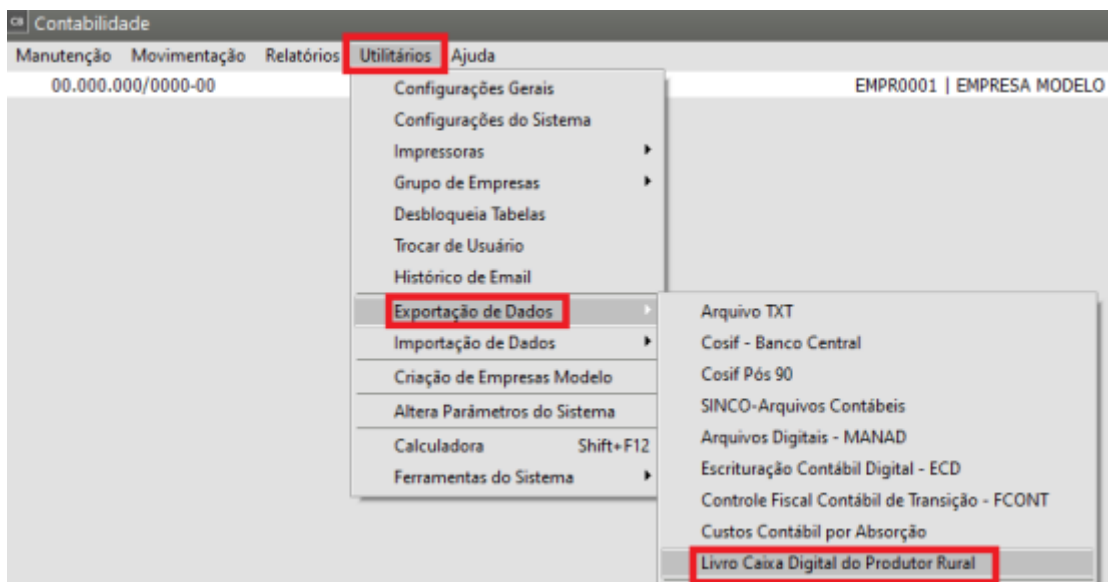 CB Contabilidade
Manutenção Movimentação Relatórios Utilitários Ajuda
00.000.000/0000-00 EMPR0001 | EMPRESA MODELO
Configurações Gerais
Configurações do Sistema
Impressoras
Grupo de Empresas
Desbloqueia Tabelas
Trocar de Usuário
Histórico de Email
Exportação de Dados
Importação de Dados
Criação de Empresas Modelo
Altera Parâmetros do Sistema
Calculadora Shift+F12
Ferramentas do Sistema
Arquivo TXT
Cosif - Banco Central
Cosif Pós 90
SINCO-Arquivos Contábeis
Arquivos Digitais - MANAD
Escrituração Contábil Digital - ECD
Controle Fiscal Contábil de Transição - FCONT
Custos Contábil por Absorção
Livro Caixa Digital do Produtor Rural